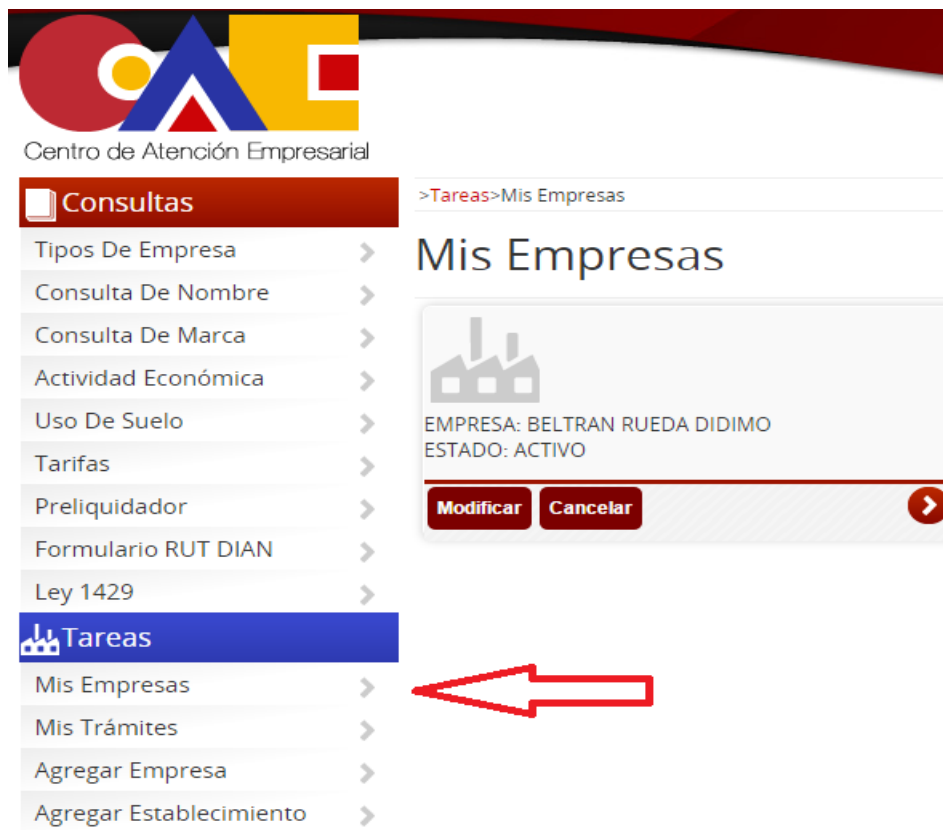 CAE
Centro de Atención Empresarial
Consultas
Tipos De Empresa
Consulta De Nombre
Consulta De Marca
Actividad Económica
Uso De Suelo
Tarifas
Preliquidador
Formulario RUT DIAN
Ley 1429
Tareas
Mis Empresas
Mis Trámites
Agregar Empresa
Agregar Establecimiento
>Tareas>Mis Empresas
Mis Empresas
EMPRESA: BELTRAN RUEDA DIDIMO
ESTADO: ACTIVO
Modificar Cancelar